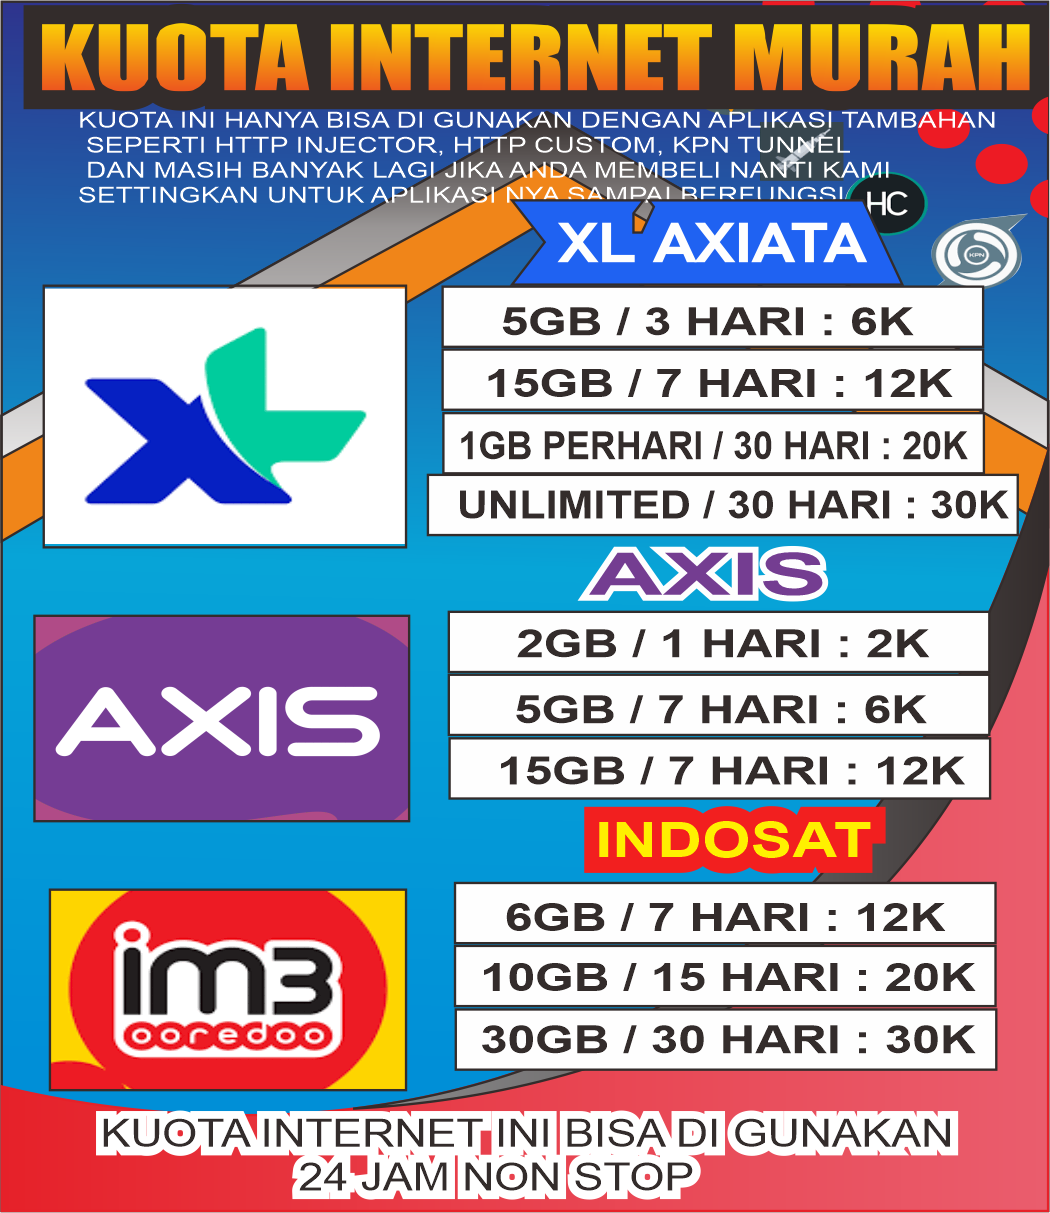 KUOTA INTERNET MURAH
KUOTA INI HANYA BISA DI GUNAKAN DENGAN APLIKASI TAMBAHAN
SEPERTI HTTP INJECTOR, HTTP CUSTOM, KPN TUNNEL
DAN MASIH BANYAK LAGI JIKA ANDA MEMBELI NANTI KAMI
SETTINGKAN UNTUK APLIKASI NYA SAMPAI BERFUNGSI
HC
KPN
XL AXIATA
XL
5GB / 3 HARI : 6K
15GB / 7 HARI : 12K
1GB PERHARI / 30 HARI : 20K
UNLIMITED / 30 HARI : 30K
AXIS
AXIS
2GB / 1 HARI : 2K
5GB / 7 HARI : 6K
15GB / 7 HARI : 12K
INDOSAT
im3
ooredoo
6GB / 7 HARI : 12K
10GB / 15 HARI : 20K
30GB / 30 HARI : 30K
KUOTA INTERNET INI BISA DI GUNAKAN
24 JAM NON STOP